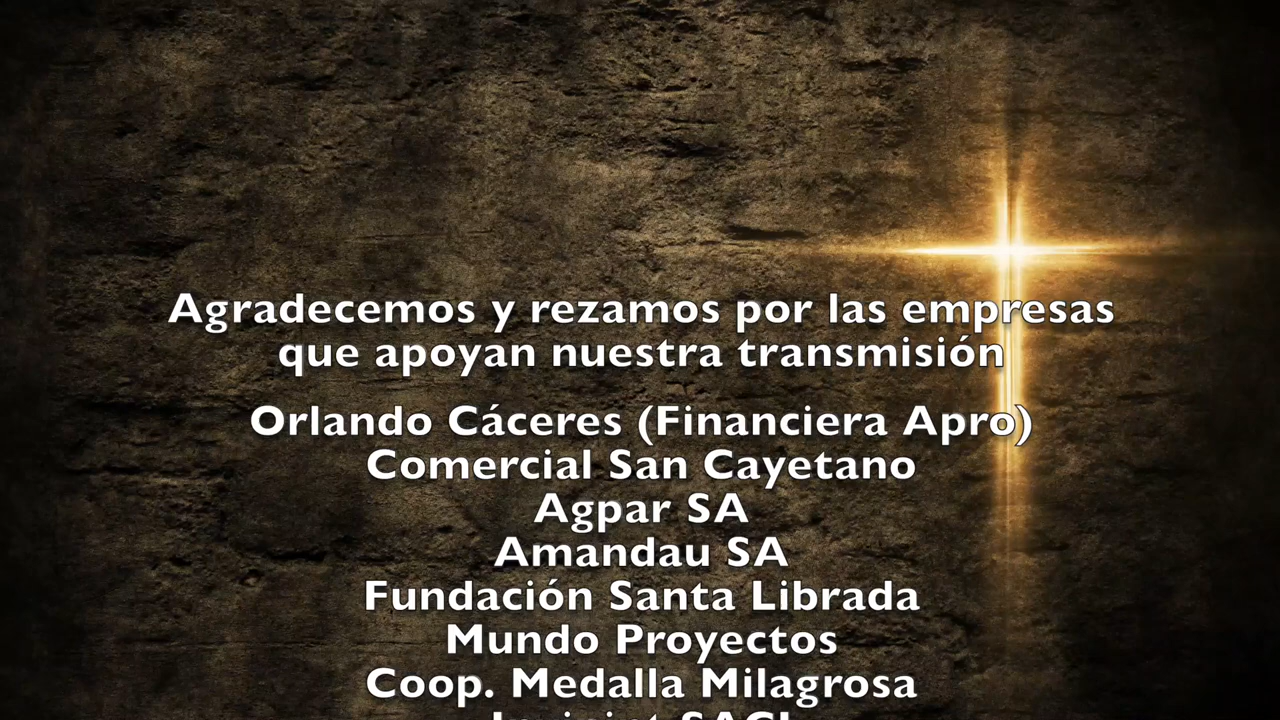 Agradecemos y rezamos por las empresas
que apoyan nuestra transmisión
Orlando Cáceres (Financiera Apro)
Comercial San Cayetano
Agpar SA
Amandau SA
Fundación Santa Librada
Mundo Proyectos
Coop. Medalla Milagrosa